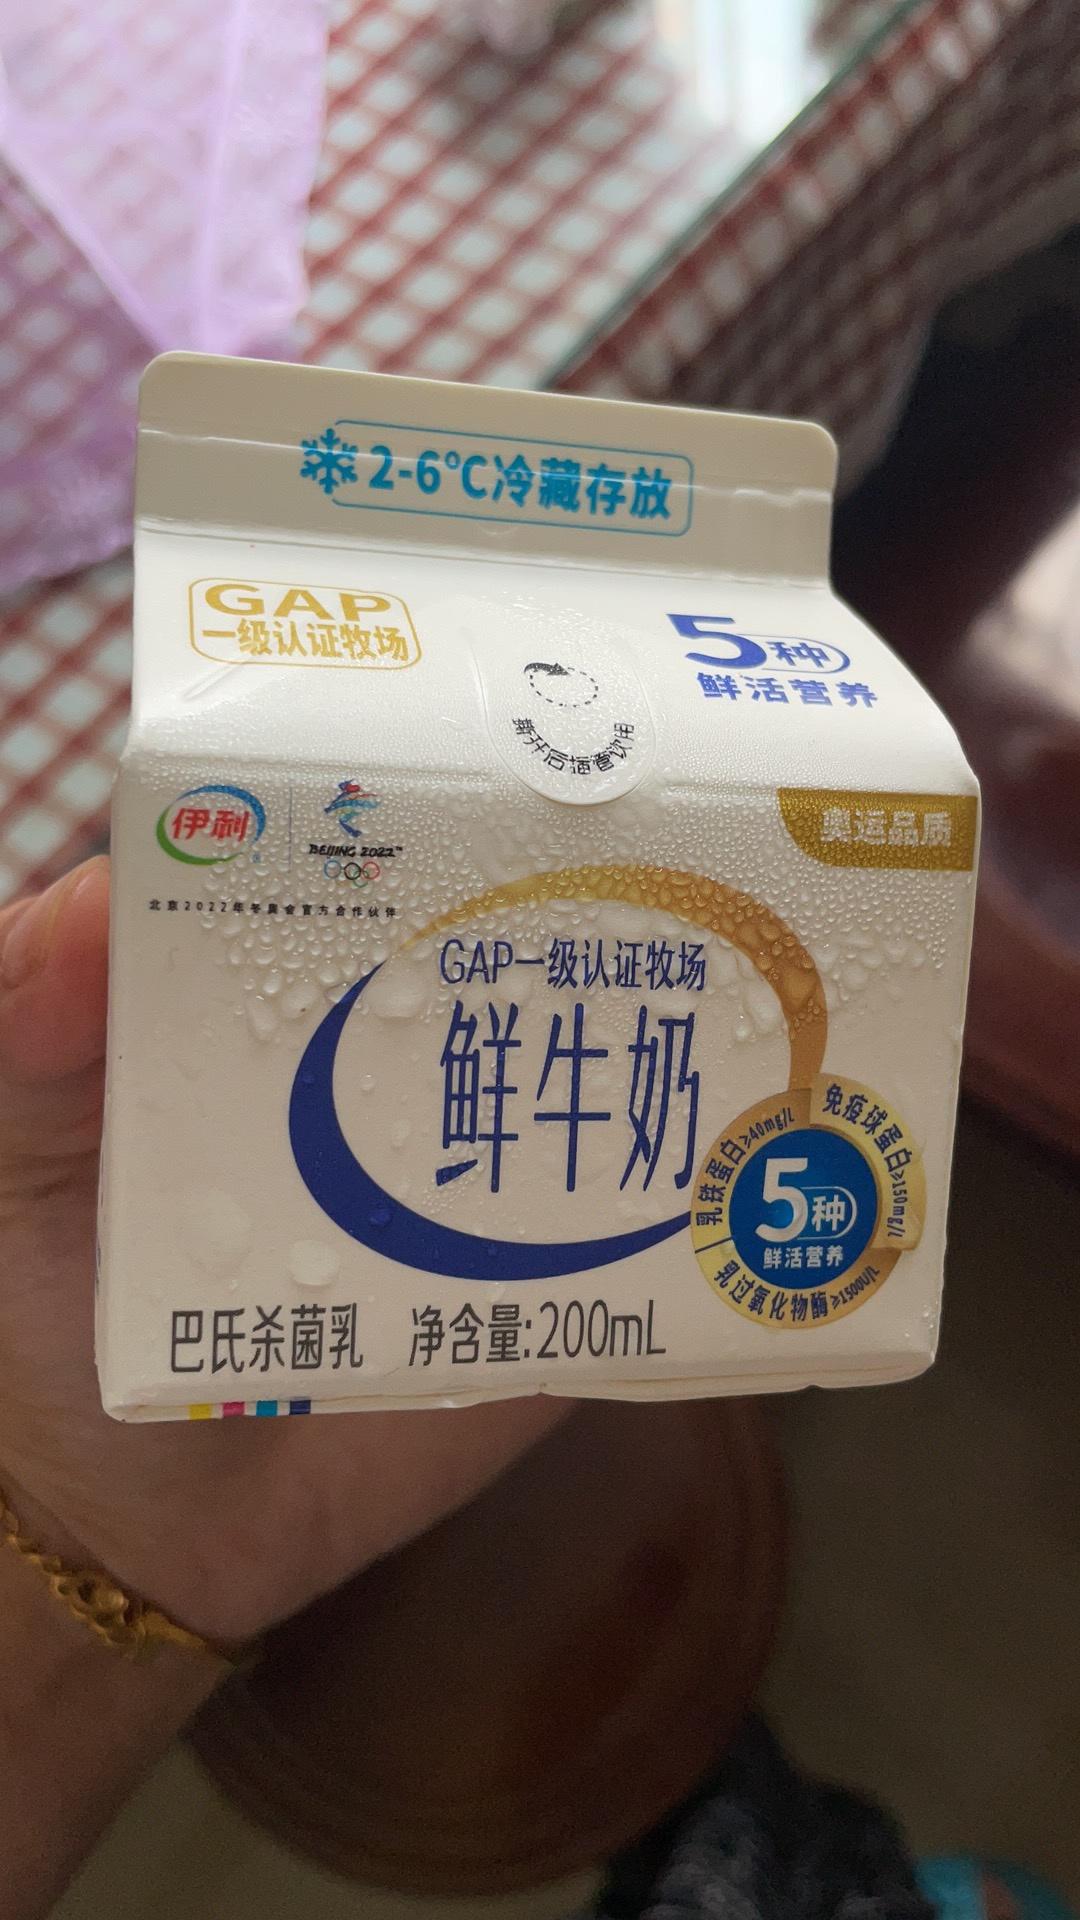 2-6℃冷藏存放
GAP
一级认证牧场
5种
鲜活营养
撕开后插管饮用
伊利
BEIJING 2022™
北京2022年冬奥会官方合作伙伴
奥运品质
GAP一级认证牧场
鲜牛奶
乳铁蛋白≥40mg/L
免疫球蛋白≥150mg/L
乳过氧化物酶≥1500U/L
5种
鲜活营养
巴氏杀菌乳 净含量:200mL